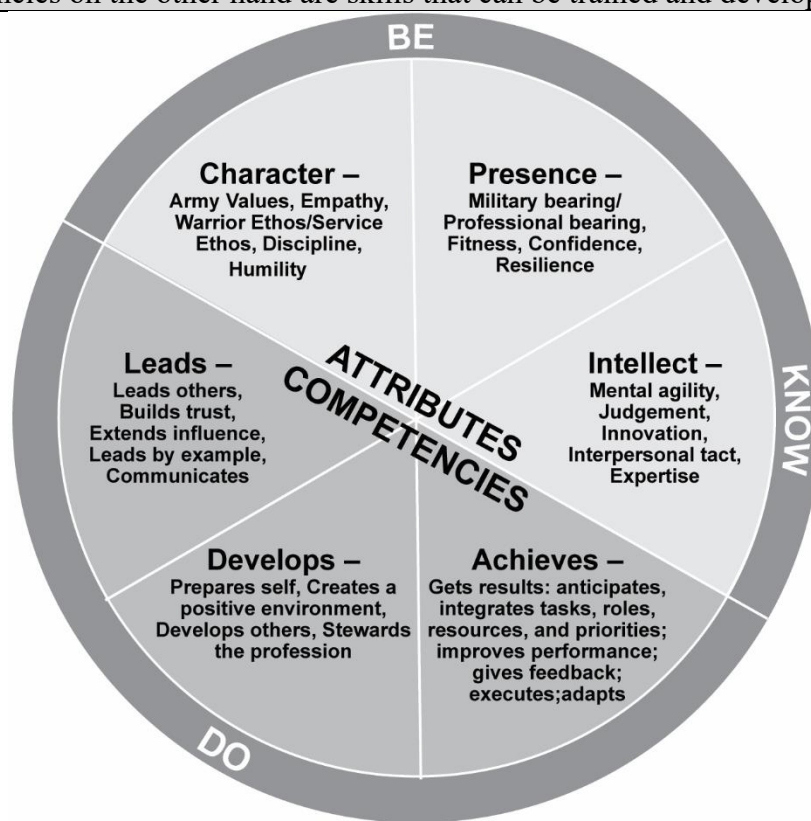 on the other hand are skills that can be trained and
BE
Character –
Army Values, Empathy,
Warrior Ethos/Service
Ethos, Discipline,
Humility
Presence –
Military bearing/
Professional bearing,
Fitness, Confidence,
Resilience
Leads –
Leads others,
Builds trust,
Extends influence,
Leads by example,
Communicates
ATTRIBUTES
COMPETENCIES
Intellect –
Mental agility,
Judgement,
Innovation,
Interpersonal tact,
Expertise
KNOW
Develops –
Prepares self, Creates a
positive environment,
Develops others, Stewards
the profession
Achieves –
Gets results: anticipates,
integrates tasks, roles,
resources, and priorities;
improves performance;
gives feedback;
executes;adapts
DO